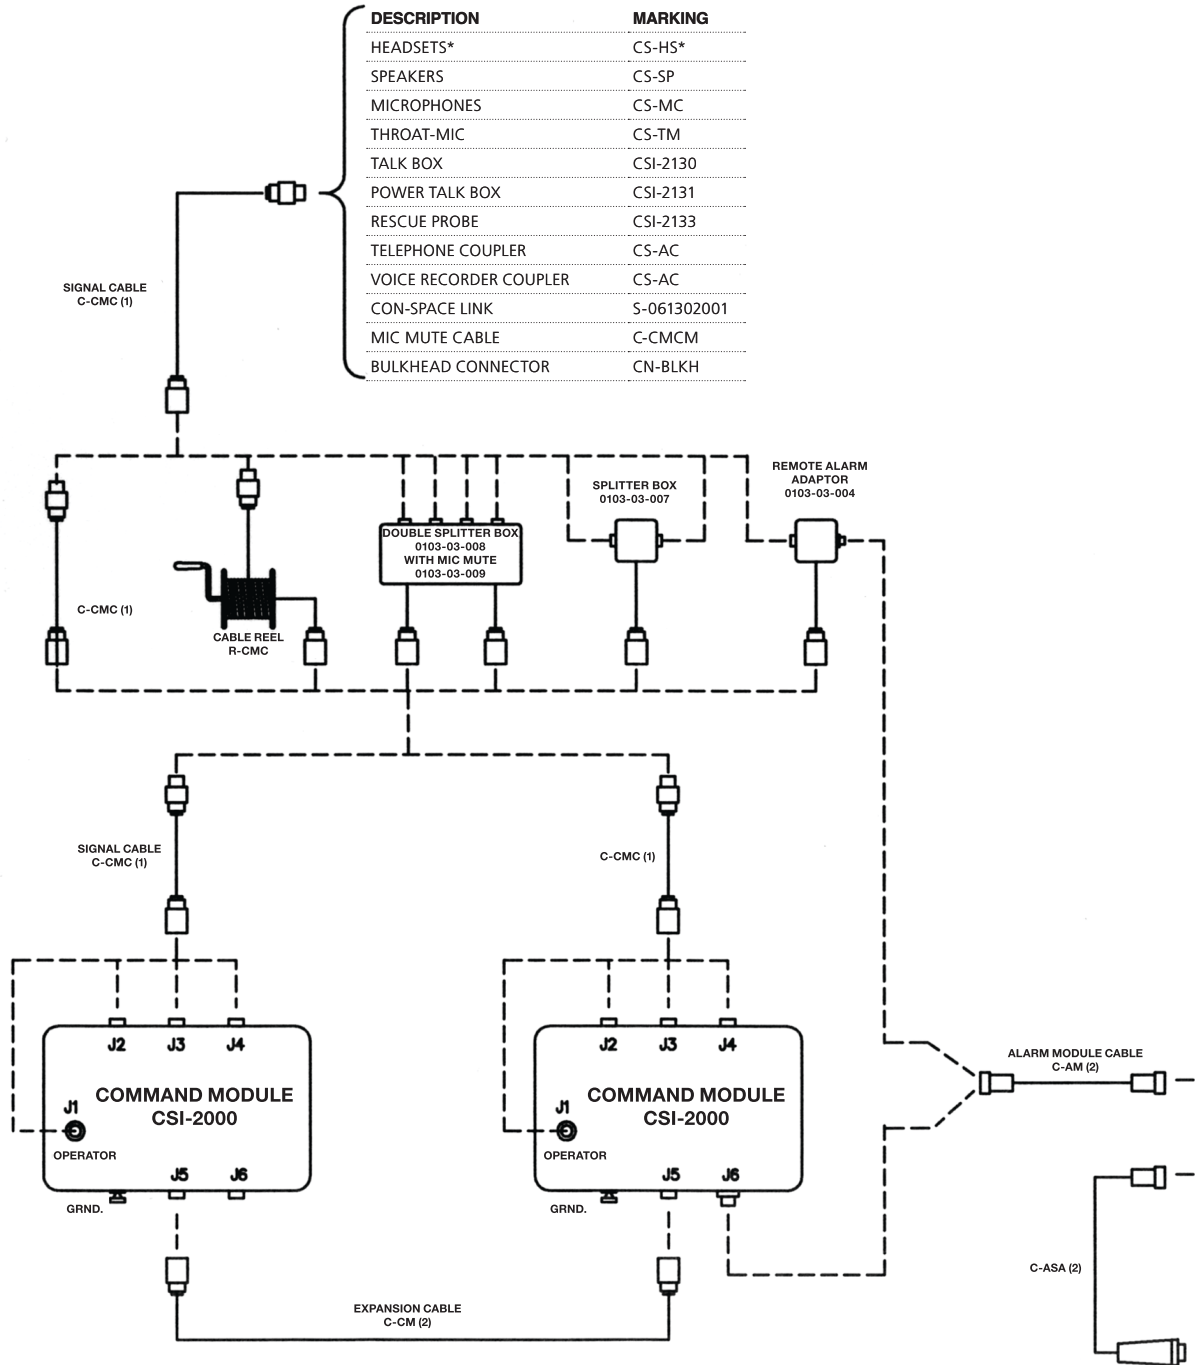 DESCRIPTION MARKING
HEADSETS* CS-HS*
SPEAKERS CS-SP
MICROPHONES CS-MC
THROAT-MIC CS-TM
TALK BOX CSI-2130
POWER TALK BOX CSI-2131
RESCUE PROBE CSI-2133
TELEPHONE COUPLER CS-AC
VOICE RECORDER COUPLER CS-AC
CON-SPACE LINK S-061302001
MIC MUTE CABLE C-CMCM
BULKHEAD CONNECTOR CN-BLKH
SIGNAL CABLE
C-CMC (1)
REMOTE ALARM
ADAPTOR
0103-03-004
SPLITTER BOX
0103-03-007
DOUBLE SPLITTER BOX
0103-03-008
WITH MIC MUTE
0103-03-009
C-CMC (1)
CABLE REEL
R-CMC
SIGNAL CABLE
C-CMC (1)
C-CMC (1)
J2 J3 J4
COMMAND MODULE
CSI-2000
J1
OPERATOR
J5 J6
GRND.
J2 J3 J4
COMMAND MODULE
CSI-2000
J1
OPERATOR
J5 J6
GRND.
ALARM MODULE CABLE
C-AM (2)
C-ASA (2)
EXPANSION CABLE
C-CM (2)